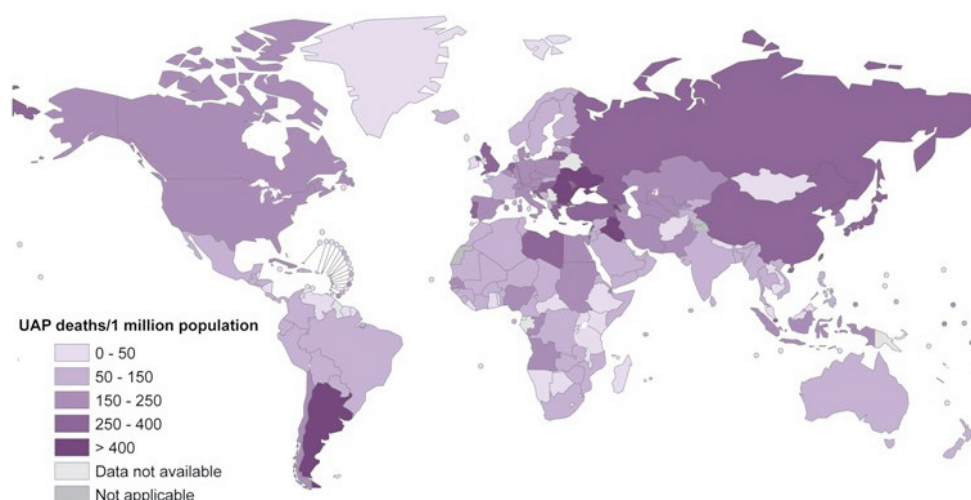 UAP deaths/1 million population
0 - 50
50 - 150
150 - 250
250 - 400
> 400
Data not available
Not applicable